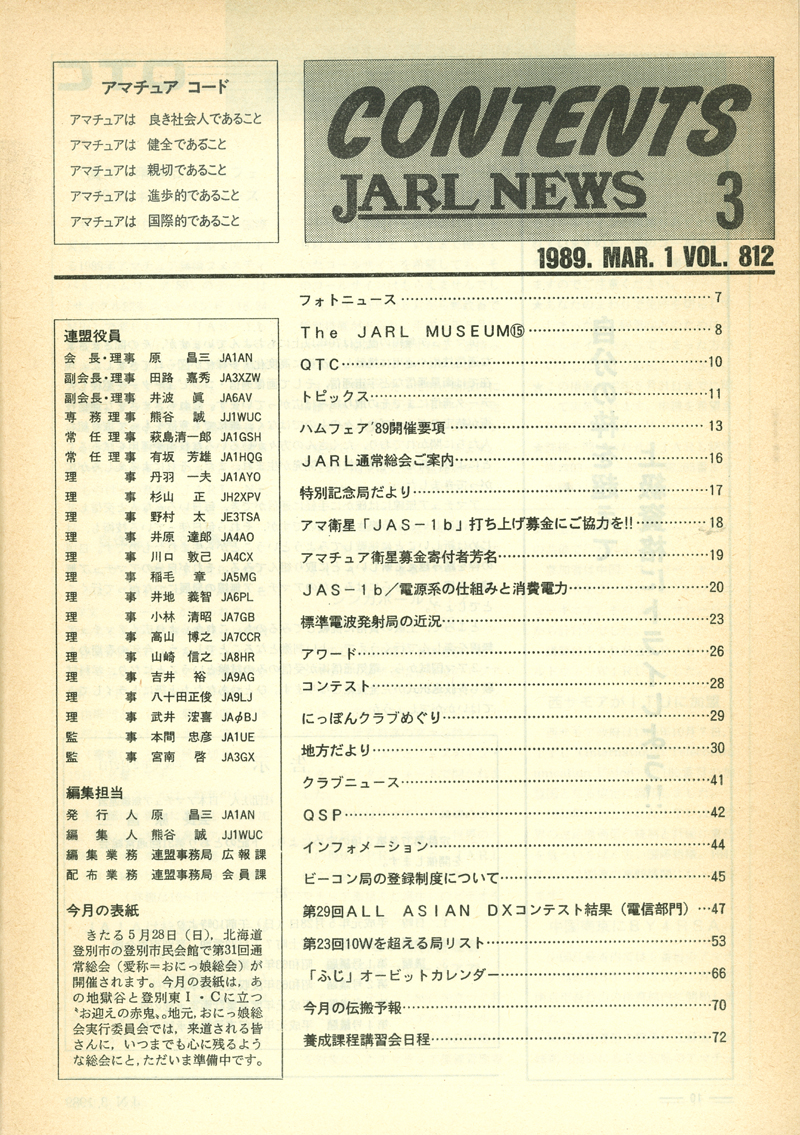 アマチュア コード
アマチュアは 良き社会人であること
アマチュアは 健全であること
アマチュアは 親切であること
アマチュアは 進歩的であること
アマチュアは 国際的であること
CONTENTS
JARL NEWS 3
1989. MAR. 1 VOL. 812
連盟役員
会長・理事 原 昌三 JA1AN
副会長・理事 田路 嘉秀 JA3XZW
副会長・理事 井波 眞 JA6AV
専務理事 熊谷 誠 JJ1WUC
常任理事 萩島清一郎 JA1GSH
常任理事 有坂 芳雄 JA1HQG
理事 丹羽 一夫 JA1AYO
理事 杉山 正 JH2XPV
理事 野村 太 JE3TSA
理事 井原 達郎 JA4AO
理事 川口 敦己 JA4CX
理事 稲毛 章 JA5MG
理事 井地 義智 JA6PL
理事 小林 清昭 JA7GB
理事 高山 博之 JA7CCR
理事 山崎 信之 JA8HR
理事 吉井 裕 JA9AG
理事 八十田正俊 JA9LJ
理事 武井 滢喜 JAφBJ
監事 本間 忠彦 JA1UE
監事 宮南 啓 JA3GX
編集担当
発行人 原 昌三 JA1AN
編集人 熊谷 誠 JJ1WUC
編集業務 連盟事務局 広報課
配布業務 連盟事務局 会員課
今月の表紙
きたる5月28日(日),北海道
登別市の登別市民会館で第31回通
常総会(愛称=おにっ娘総会)が
開催されます。今月の表紙は,あ
の地獄谷と登別東I・Cに立つ
〝お迎えの赤鬼〟。地元,おにっ娘総
会実行委員会では,来道される皆
さんに,いつまでも心に残るよう
な総会にと,ただいま準備中です。
フォトニュース…7
The JARL MUSEUM⑮…8
QTC…10
トピックス…11
ハムフェア'89開催要項…13
JARL通常総会ご案内…16
特別記念局だより…17
アマ衛星「JAS-1b」打ち上げ募金にご協力を!!…18
アマチュア衛星募金寄付者芳名…19
JAS-1b/電源系の仕組みと消費電力…20
標準電波発射局の近況…23
アワード…26
コンテスト…28
にっぽんクラブめぐり…29
地方だより…30
クラブニュース…41
QSP…42
インフォメーション…44
ビーコン局の登録制度について…45
第29回ALL ASIAN DXコンテスト結果(電信部門)…47
第23回10Wを超える局リスト…53
「ふじ」オービットカレンダー…66
今月の伝搬予報…70
養成課程講習会日程…72